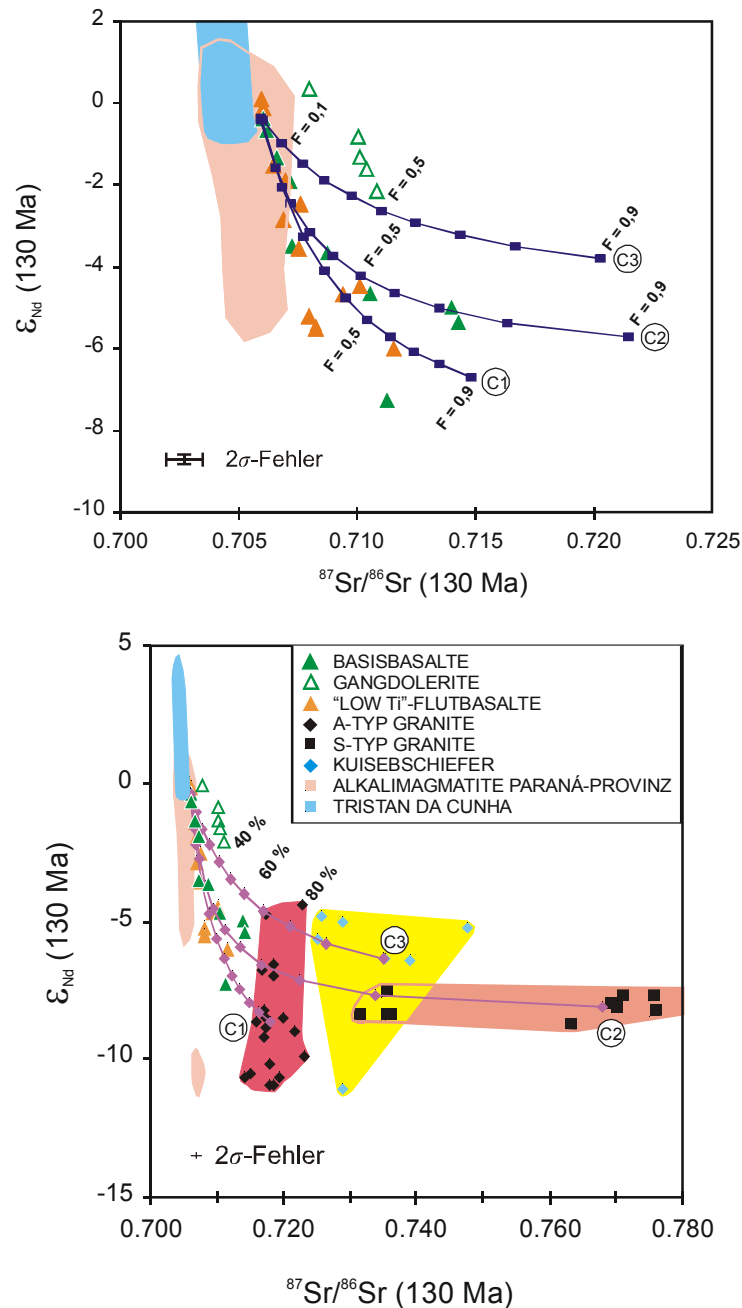 2
0
-2
-4
-6
-8
-10
εNd (130 Ma)
F = 0,1
F = 0,5
F = 0,9
C3
F = 0,5
F = 0,9
C2
F = 0,5
F = 0,9
C1
2σ-Fehler
0.700
0.705
0.710
0.715
0.720
0.725
87Sr/86Sr (130 Ma)
5
0
-5
-10
-15
εNd (130 Ma)
BASISBASALTE
GANGDOLERITE
“LOW Ti”-FLUTBASALTE
A-TYP GRANITE
S-TYP GRANITE
KUISEBSCHIEFER
ALKALIMAGMATITE PARANÁ-PROVINZ
TRISTAN DA CUNHA
40 %
60 %
80 %
C3
C1
C2
2σ-Fehler
0.700
0.720
0.740
0.760
0.780
87Sr/86Sr (130 Ma)